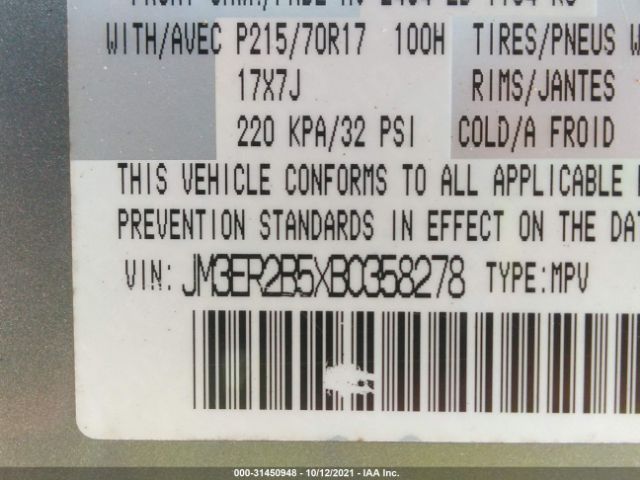 WITH/AVEC P215/70R17 100H TIRES/PNEUS W
17X7J RIMS/JANTES
220 KPA/32 PSI COLD/A FROID
THIS VEHICLE CONFORMS TO ALL APPLICABLE
PREVENTION STANDARDS IN EFFECT ON THE DAT
VIN: JM3ER2B5XB0358278 TYPE:MPV
000-31450948 - 10/12/2021 - IAA Inc.